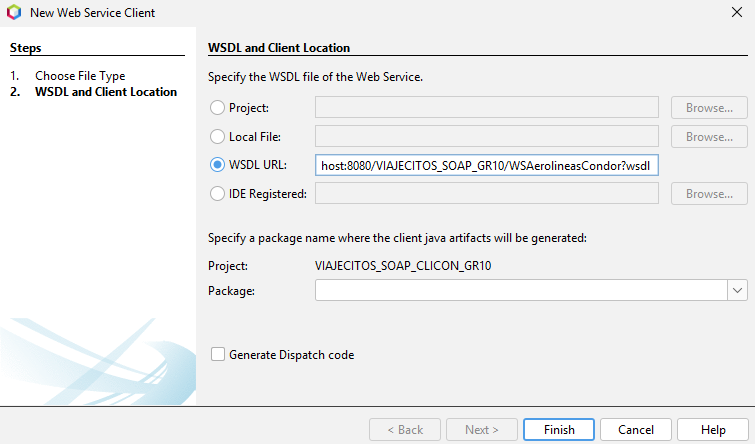 New Web Service Client
Steps
1. Choose File Type
2. WSDL and Client Location
WSDL and Client Location
Specify the WSDL file of the Web Service.
Project: Browse...
Local File: Browse...
WSDL URL: host:8080/VIAJECITOS_SOAP_GR10/WSAerolineasCondor?wsdl
IDE Registered: Browse...
Specify a package name where the client java artifacts will be generated:
Project: VIAJECITOS_SOAP_CLICON_GR10
Package:
Generate Dispatch code
< Back Next > Finish Cancel Help